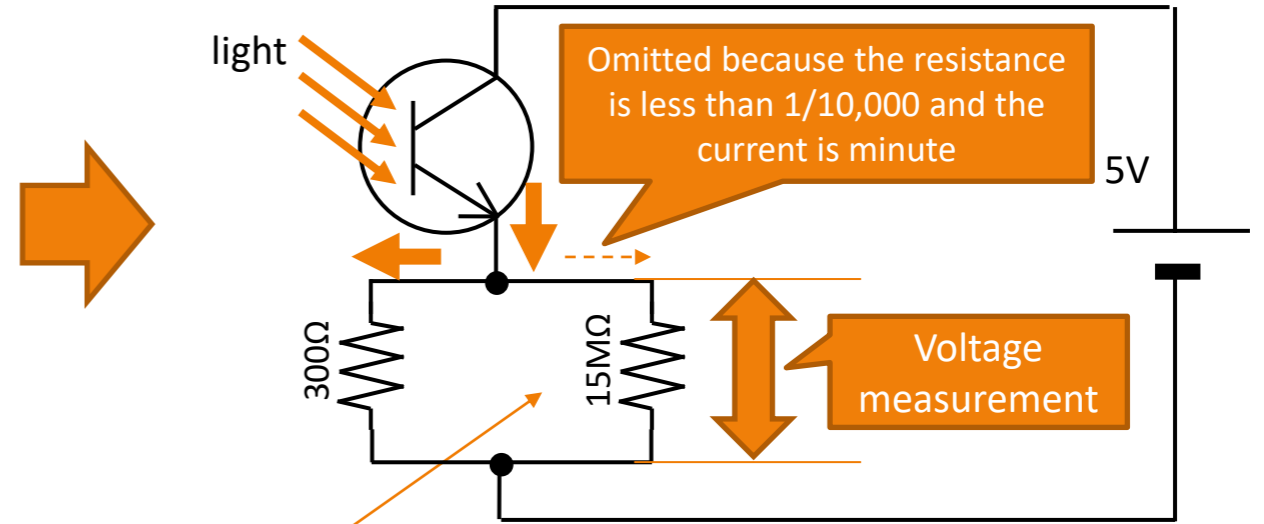 light
Omitted because the resistance
is less than 1/10,000 and the
current is minute
5V
300Ω
15MΩ
Voltage
measurement